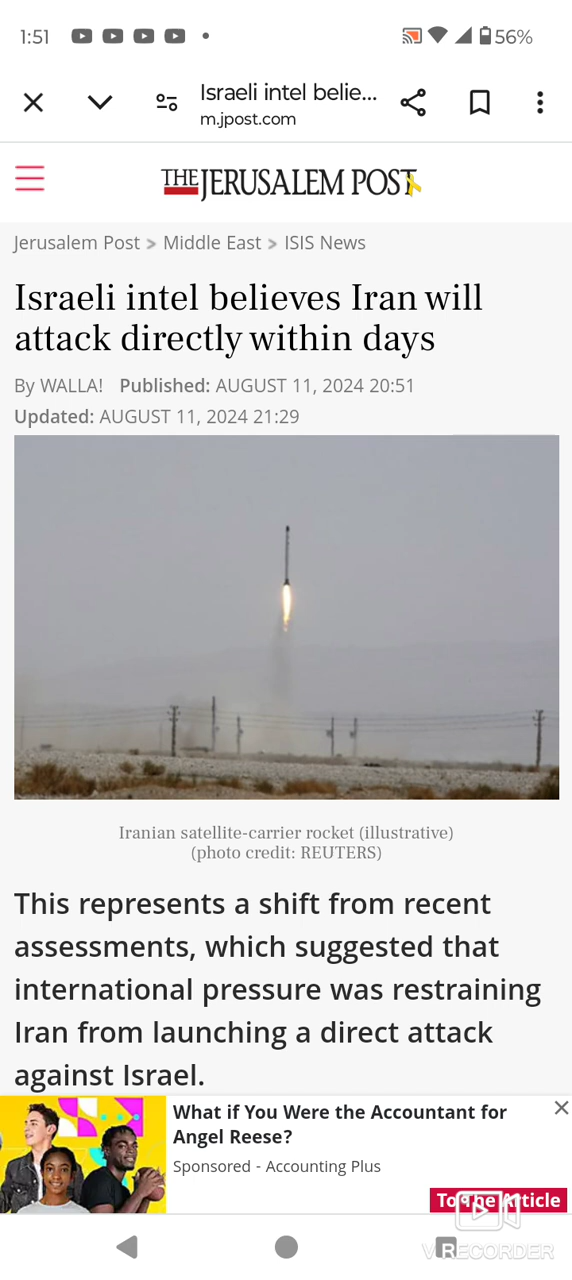 1:51
56%
Israeli intel belie...
m.jpost.com
THE JERUSALEM POST
Jerusalem Post > Middle East > ISIS News
Israeli intel believes Iran will
attack directly within days
By WALLA! Published: AUGUST 11, 2024 20:51
Updated: AUGUST 11, 2024 21:29
Iranian satellite-carrier rocket (illustrative)
(photo credit: REUTERS)
This represents a shift from recent
assessments, which suggested that
international pressure was restraining
Iran from launching a direct attack
against Israel.
What if You Were the Accountant for
Angel Reese?
Sponsored - Accounting Plus
To The Article
VRECORDER